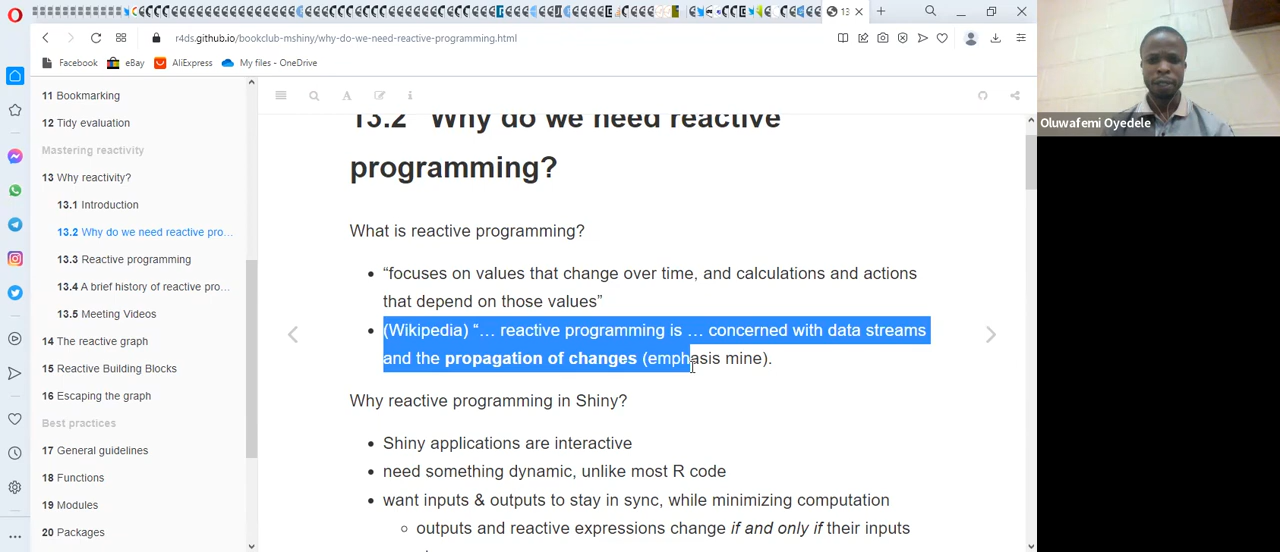 13
r4ds.github.io/bookclub-mshiny/why-do-we-need-reactive-programming.html
Facebook
eBay
AliExpress
My files - OneDrive
11 Bookmarking
12 Tidy evaluation
Mastering reactivity
13 Why reactivity?
13.1 Introduction
13.2 Why do we need reactive pro...
13.3 Reactive programming
13.4 A brief history of reactive pro...
13.5 Meeting Videos
14 The reactive graph
15 Reactive Building Blocks
16 Escaping the graph
Best practices
17 General guidelines
18 Functions
19 Modules
20 Packages
13.2 Why do we need reactive
programming?
What is reactive programming?
• “focuses on values that change over time, and calculations and actions
that depend on those values”
• (Wikipedia) “… reactive programming is … concerned with data streams
and the propagation of changes (emphasis mine).
Why reactive programming in Shiny?
• Shiny applications are interactive
• need something dynamic, unlike most R code
• want inputs & outputs to stay in sync, while minimizing computation
○ outputs and reactive expressions change if and only if their inputs
Oluwafemi Oyedele